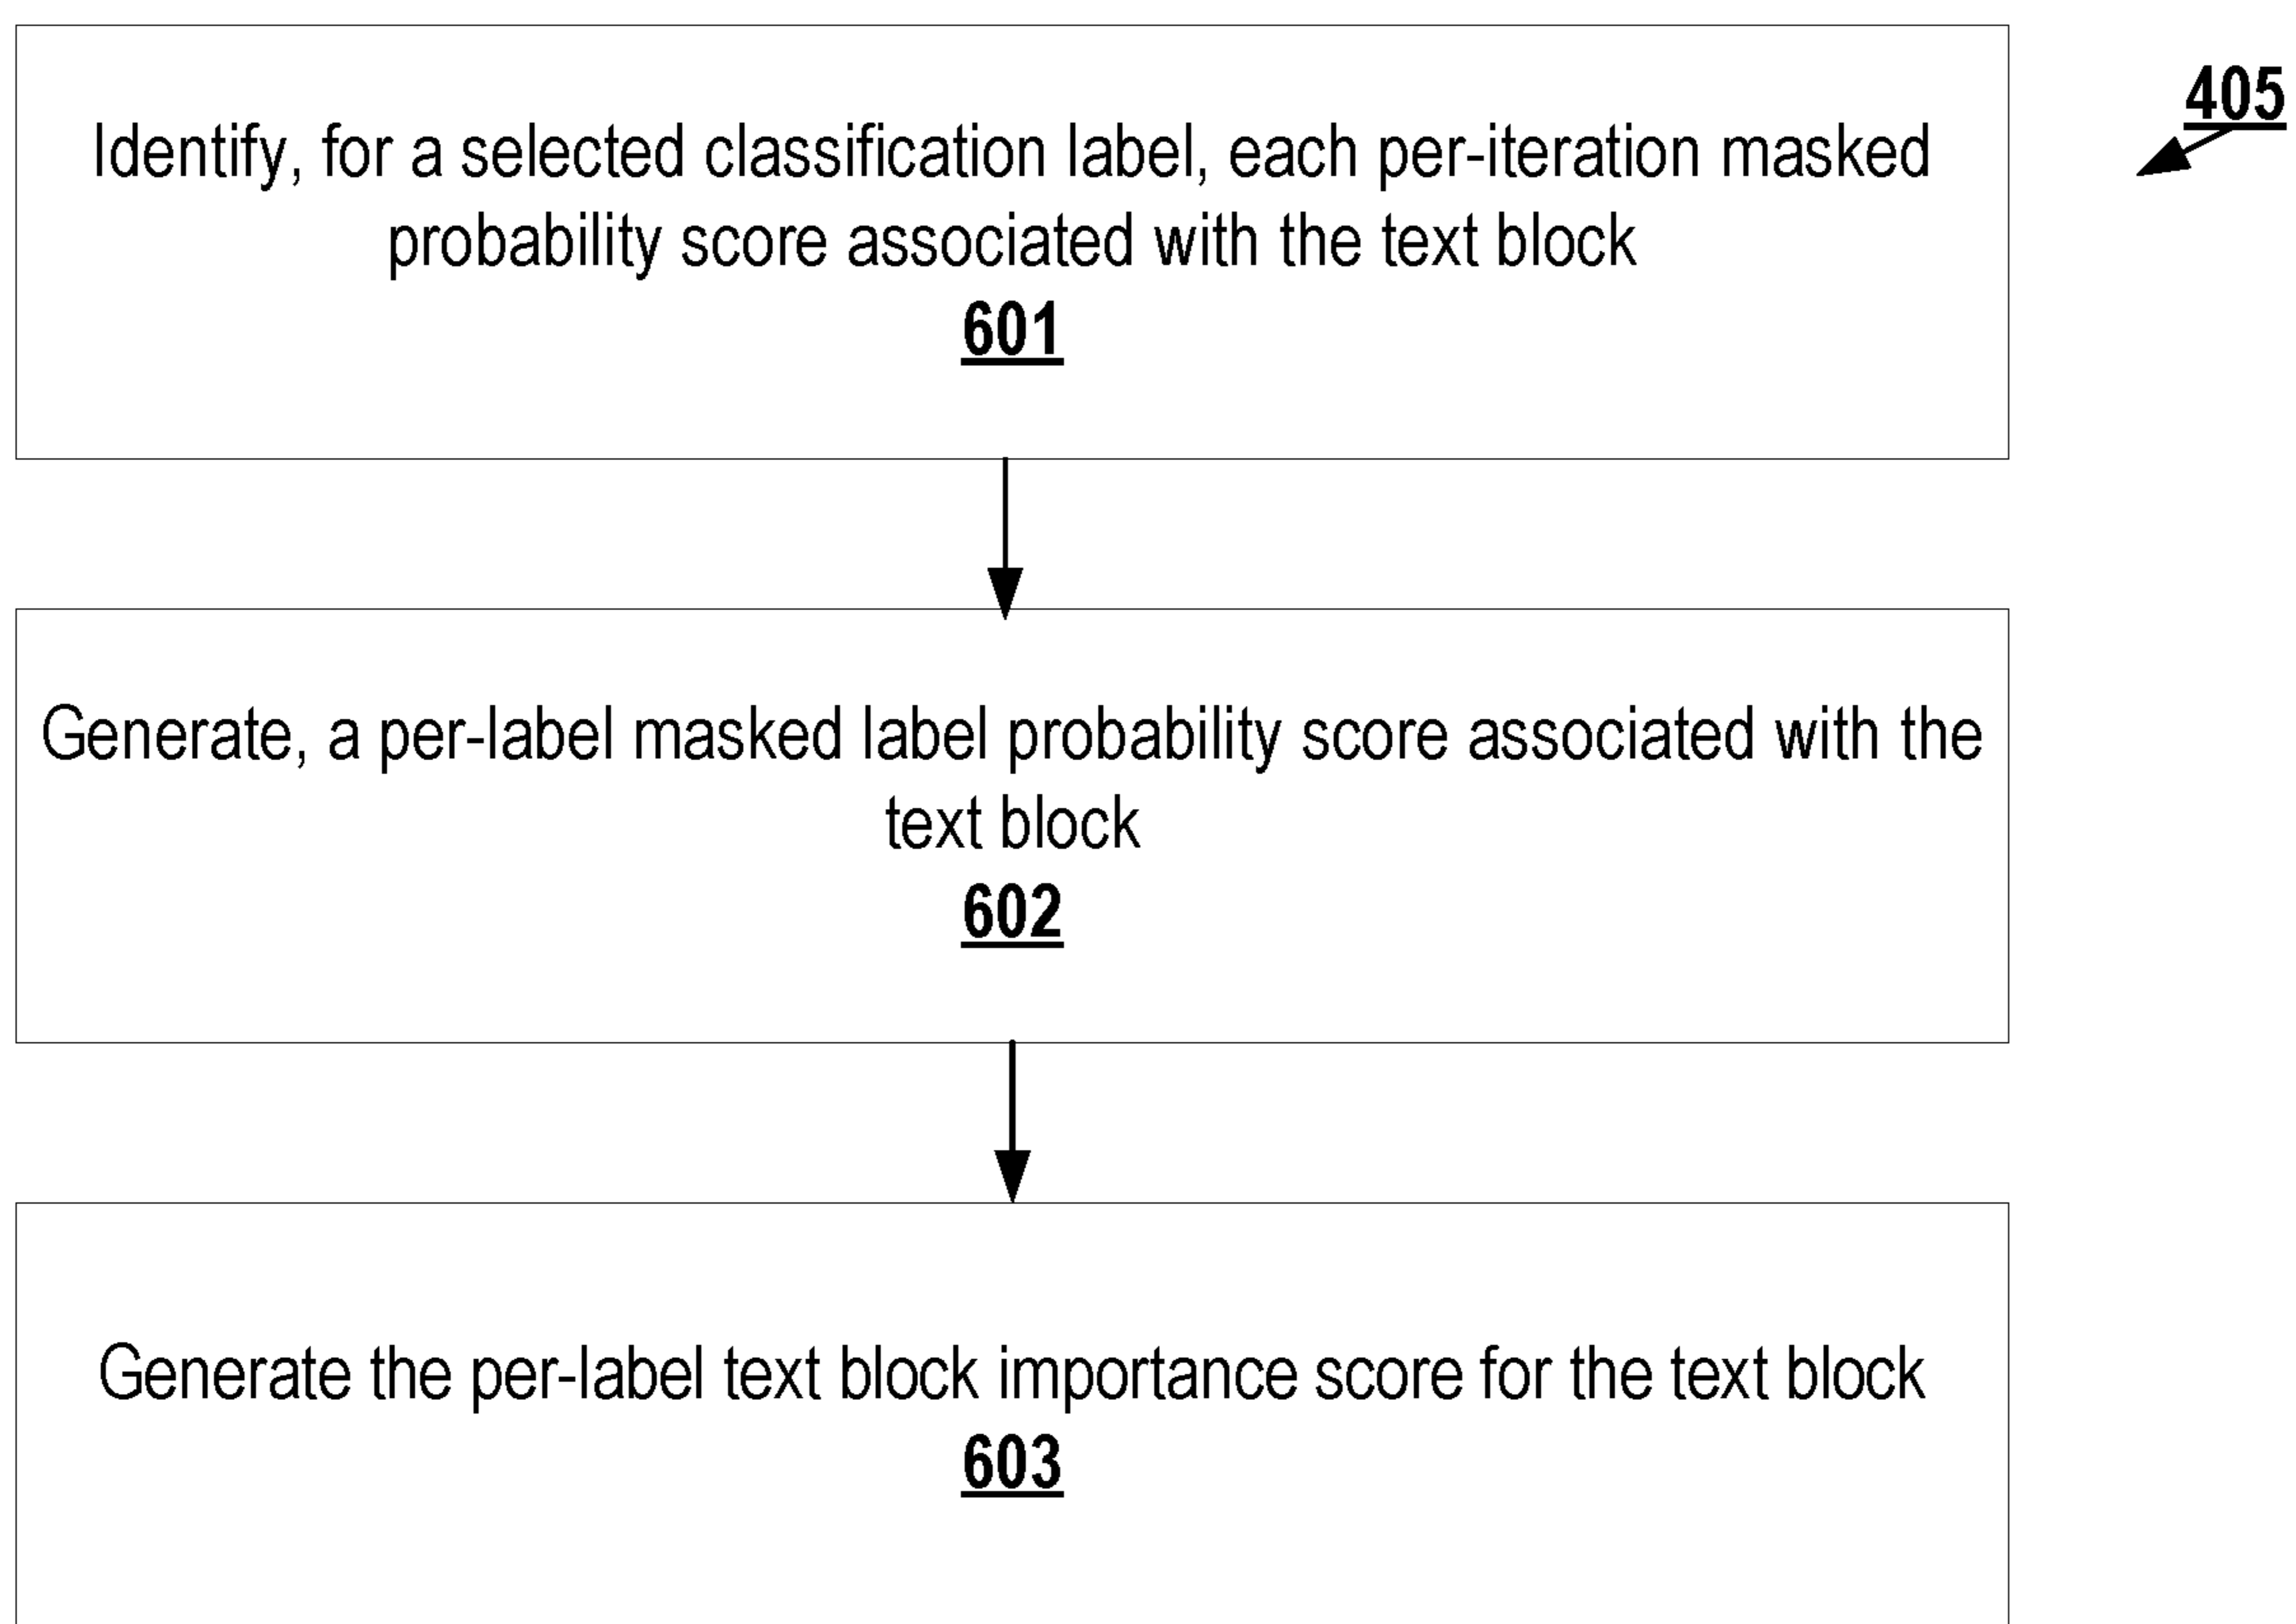 Identify, for a selected classification label, each per-iteration masked
probability score associated with the text block
601
405
Generate, a per-label masked label probability score associated with the
text block
602
Generate the per-label text block importance score for the text block
603